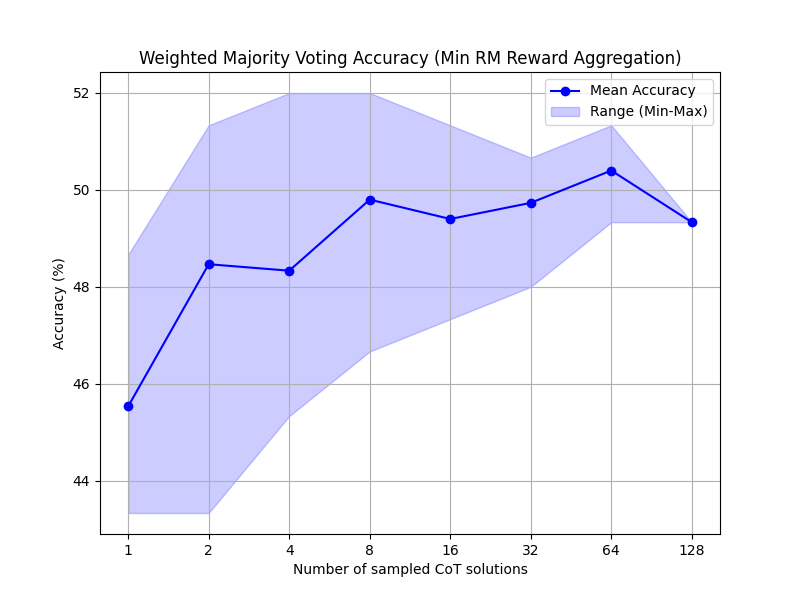 Weighted Majority Voting Accuracy (Min RM Reward Aggregation)
Mean Accuracy
Range (Min-Max)
Accuracy (%)
52
50
48
46
44
1 2 4 8 16 32 64 128
Number of sampled CoT solutions